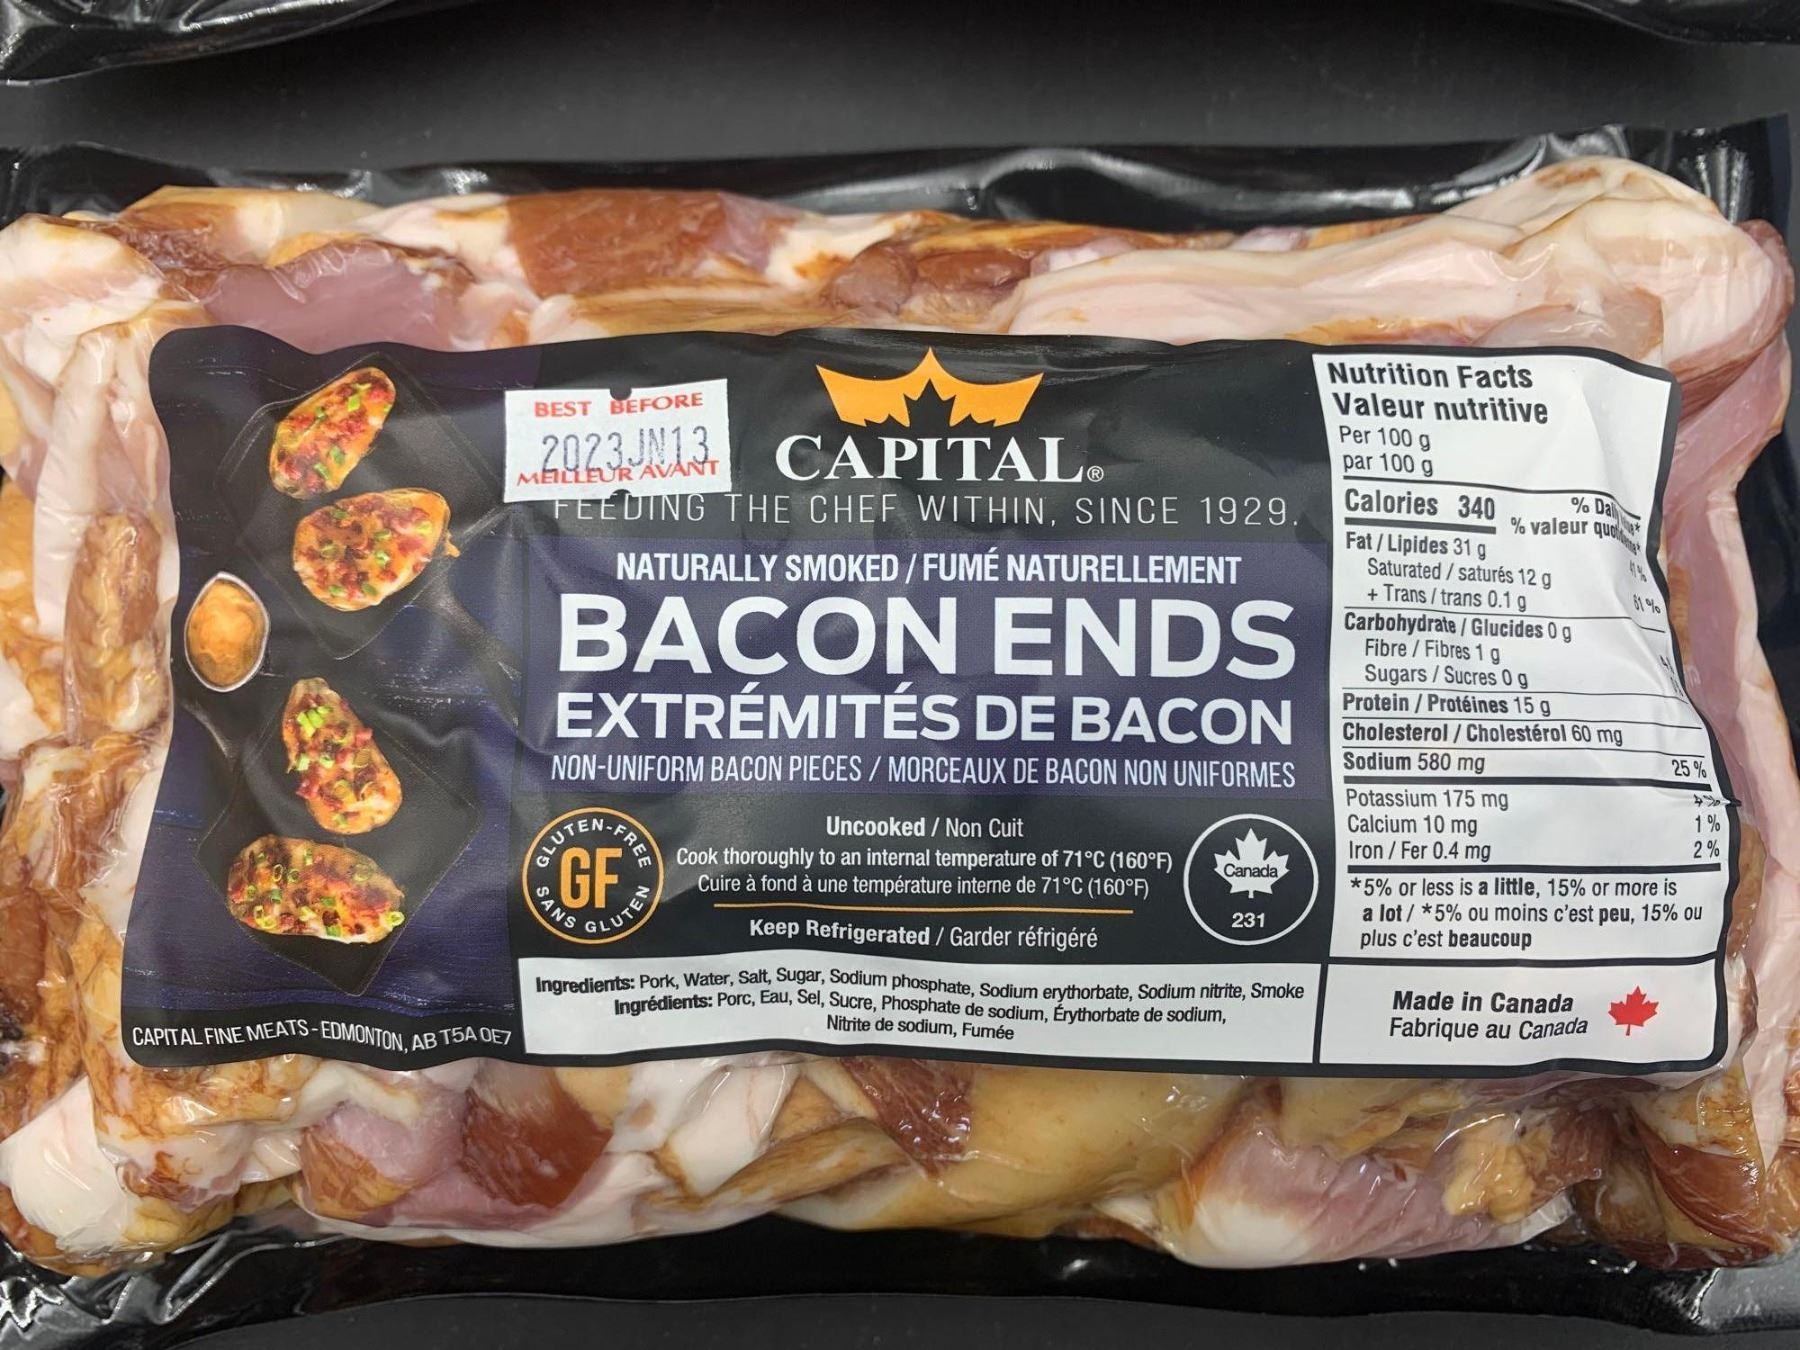 BEST BEFORE
2023 JN 13
MEILLEUR AVANT
CAPITAL®
FEEDING THE CHEF WITHIN, SINCE 1929.
NATURALLY SMOKED / FUMÉ NATURELLEMENT
BACON ENDS
EXTRÉMITÉS DE BACON
NON-UNIFORM BACON PIECES / MORCEAUX DE BACON NON UNIFORMES
GLUTEN-FREE
GF
SANS GLUTEN
Uncooked / Non Cuit
Cook thoroughly to an internal temperature of 71°C (160°F)
Cuire à fond à une température interne de 71°C (160°F)
Keep Refrigerated / Garder réfrigéré
Canada
231
Ingredients: Pork, Water, Salt, Sugar, Sodium phosphate, Sodium erythorbate, Sodium nitrite, Smoke
Ingrédients: Porc, Eau, Sel, Sucre, Phosphate de sodium, Érythorbate de sodium,
Nitrite de sodium, Fumée
CAPITAL FINE MEATS - EDMONTON, AB T5A 0E7
Nutrition Facts
Valeur nutritive
Per 100 g
par 100 g
Calories 340
%
% valeur
Fat / Lipides 31 g 41 %
Saturated / saturés 12 g
+ Trans / trans 0.1 g 61 %
Carbohydrate / Glucides 0 g
Fibre / Fibres 1 g
Sugars / Sucres 0 g
Protein / Protéines 15 g
Cholesterol / Cholestérol 60 mg
Sodium 580 mg 25 %
Potassium 175 mg
Calcium 10 mg 1 %
Iron / Fer 0.4 mg 2 %
*5% or less is a little, 15% or more is
a lot / *5% ou moins c'est peu, 15% ou
plus c'est beaucoup
Made in Canada
Fabriqué au Canada